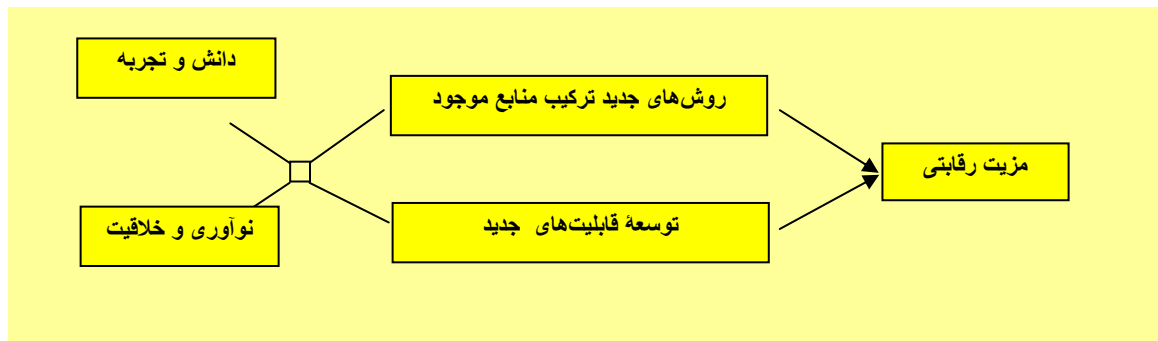 دانش و تجربه
روش‌های جدید ترکیب منابع موجود
مزیت رقابتی
نوآوری و خلاقیت
توسعهٔ قابلیت‌های جدید